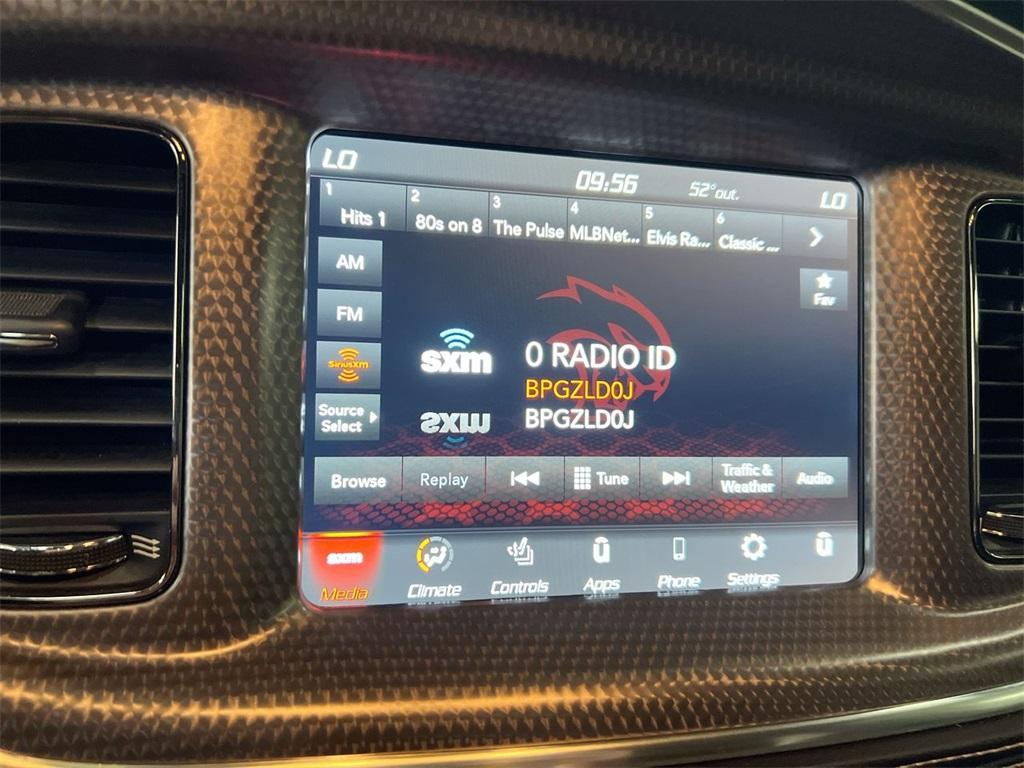 LO 09:56 52°out. LO
1 2 3 4 5 6
Hits 1 80s on 8 The Pulse MLBNet... Elvis Ra... Classic ...
AM
FM
SiriusXm
Source
Select
Fav
sxm
0 RADIO ID
BPGZLD0J
BPGZLD0J
Browse Replay Tune Traffic & Weather Audio
sxm
Media Climate Controls Apps Phone Settings